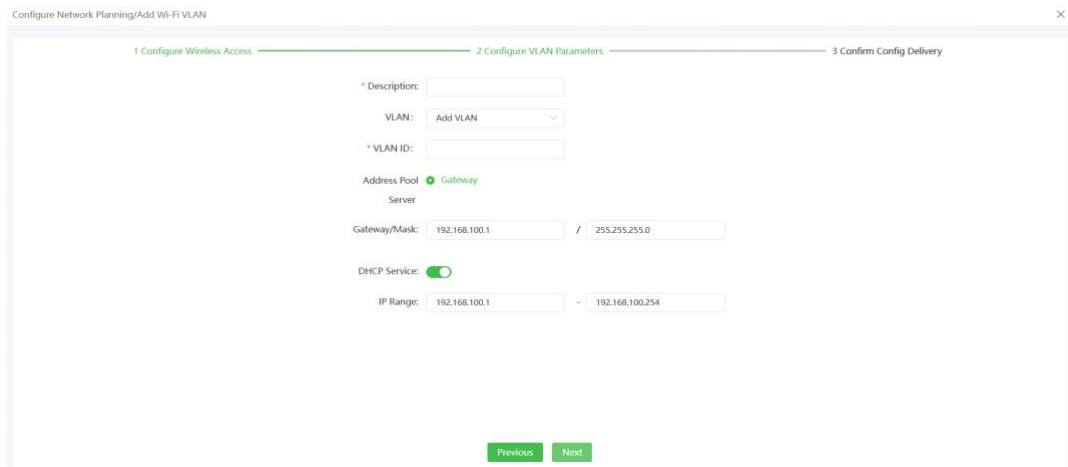 Configure Network Planning/Add Wi-Fi VLAN
1 Configure Wireless Access
2 Configure VLAN Parameters
3 Confirm Config Delivery
* Description:
VLAN: Add VLAN
* VLAN ID:
Address Pool Gateway
Server
Gateway/Mask: 192.168.100.1 / 255.255.255.0
DHCP Service:
IP Range: 192.168.100.1 - 192.168.100.254
Previous Next